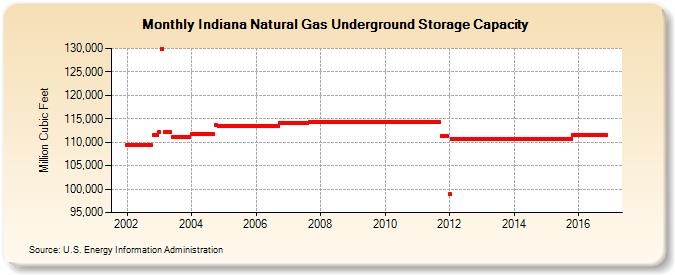 Monthly Indiana Natural Gas Underground Storage Capacity
Million Cubic Feet
130,000
125,000
120,000
115,000
110,000
105,000
100,000
95,000
2002 2004 2006 2008 2010 2012 2014 2016
Source: U.S. Energy Information Administration